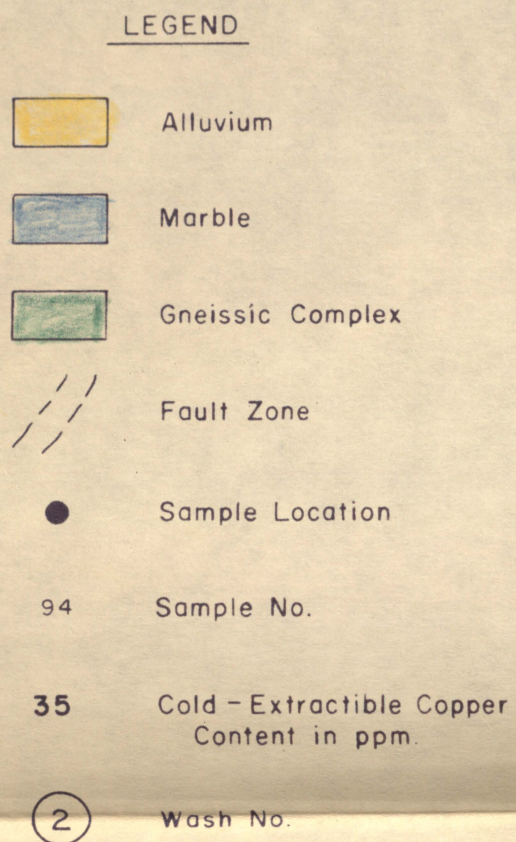 LEGEND
Alluvium
Marble
Gneissic Complex
Fault Zone
Sample Location
94 Sample No.
35 Cold-Extractible Copper
Content in ppm.
2 Wash No.